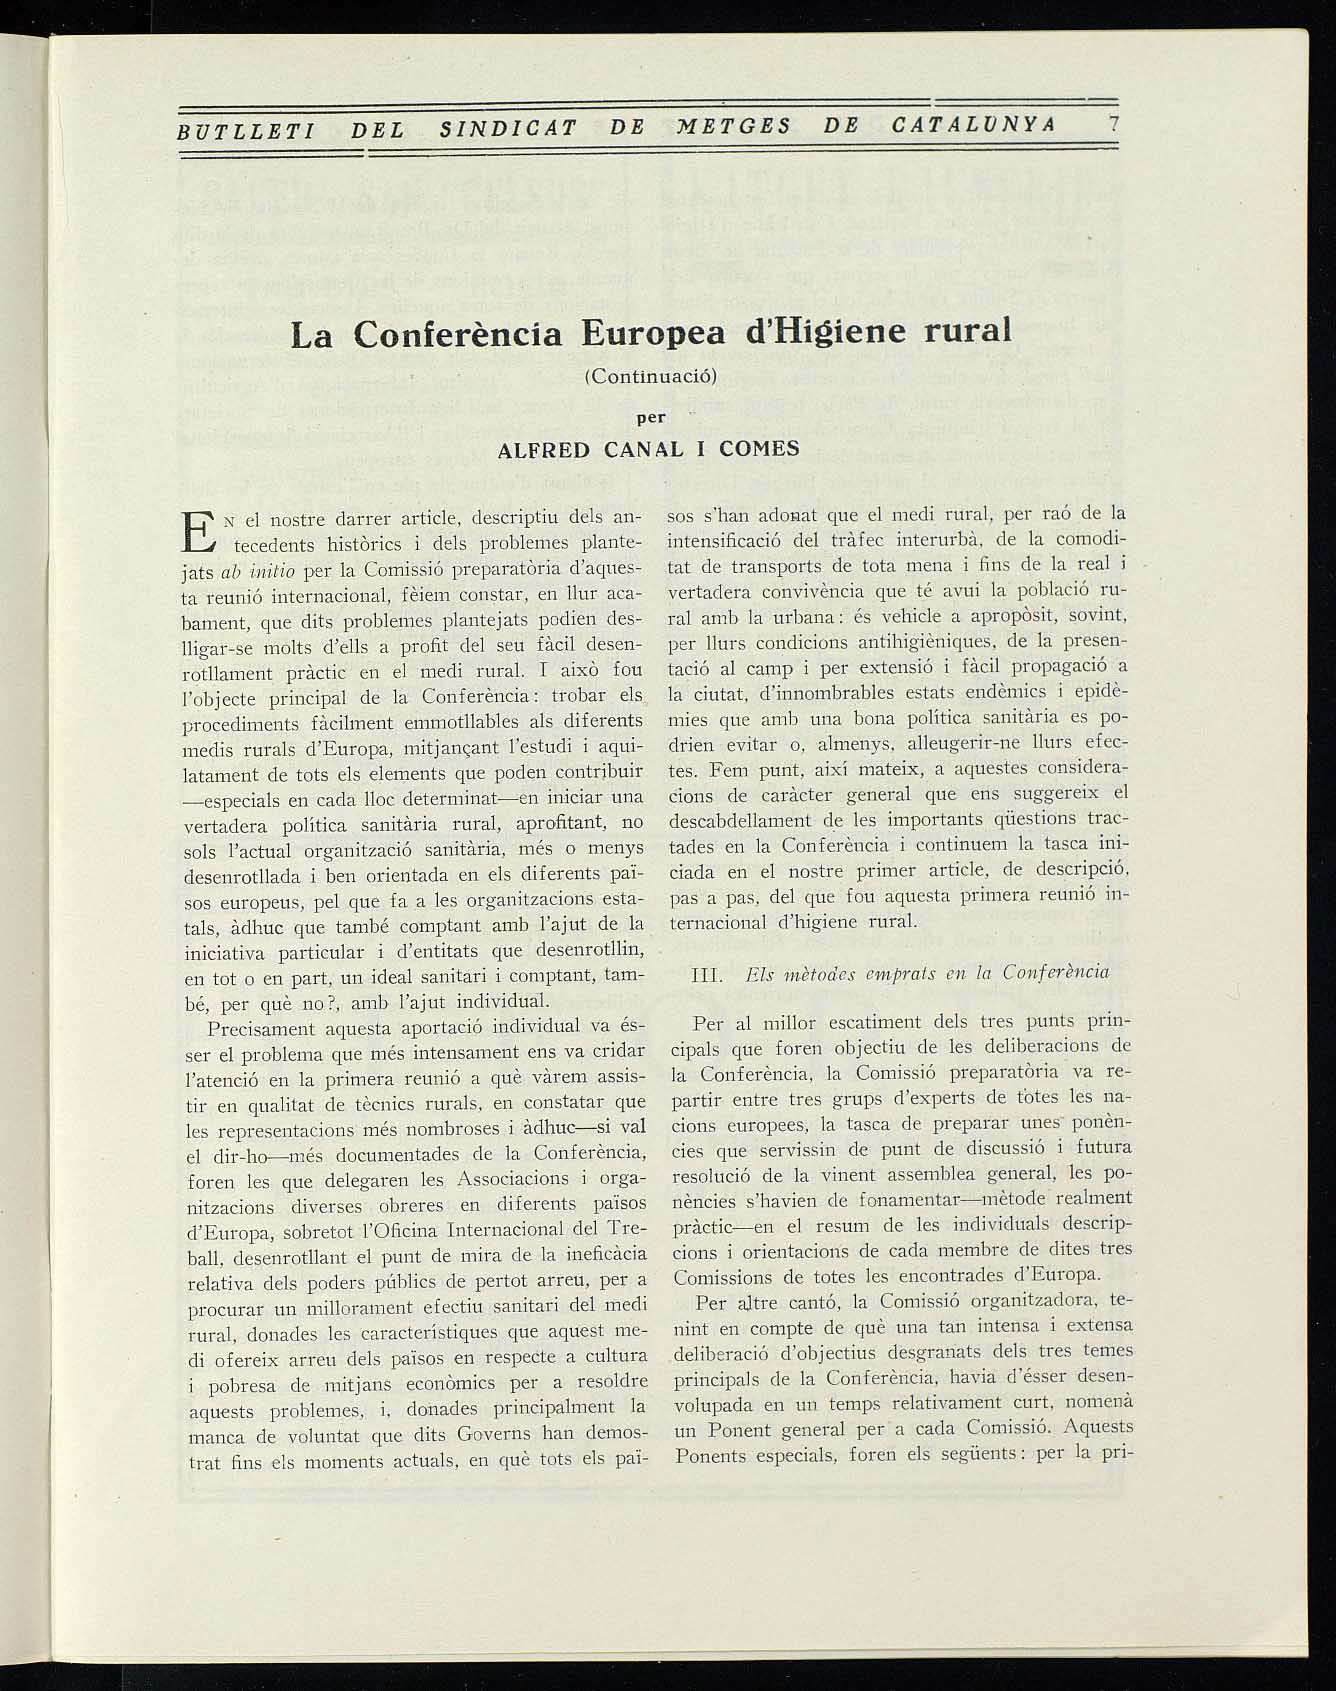 BUTLLETI DEL SINDICAT DE METGES DE CATALUNYA 7
La Conferència Europea d'Higiene rural
(Continuació)
per
ALFRED CANAL I COMES
EN el nostre darrer article, descriptiu dels an-
tecedents històrics i dels problemes plante-
jats ab initio per la Comissió preparatòria d'aques-
ta reunió internacional, fèiem constar, en llur aca-
bament, que dits problemes plantejats podien des-
lligar-se molts d'ells a profit del seu fàcil desen-
rotllament pràctic en el medi rural. I això fou
l'objecte principal de la Conferència: trobar els
procediments fàcilment emmotllables als diferents
medis rurals d'Europa, mitjançant l'estudi i aqui-
latament de tots els elements que poden contribuir
—especials en cada lloc determinat—en iniciar una
vertadera política sanitària rural, aprofitant, no
sols l'actual organització sanitària, més o menys
desenrotllada i ben orientada en els diferents paï-
sos europeus, pel que fa a les organitzacions esta-
tals, àdhuc que també comptant amb l'ajut de la
iniciativa particular i d'entitats que desenrotllin,
en tot o en part, un ideal sanitari i comptant, tam-
bé, per què no?, amb l'ajut individual.
Precisament aquesta aportació individual va és-
ser el problema que més intensament ens va cridar
l'atenció en la primera reunió a què vàrem assis-
tir en qualitat de tècnics rurals, en constatar que
les representacions més nombroses i àdhuc—si val
el dir-ho—més documentades de la Conferència,
foren les que delegaren les Associacions i orga-
nitzacions diverses obreres en diferents països
d'Europa, sobretot l'Oficina Internacional del Tre-
ball, desenrotllant el punt de mira de la ineficàcia
relativa dels poders públics de pertot arreu, per a
procurar un millorament efectiu sanitari del medi
rural, donades les característiques que aquest me-
di ofereix arreu dels països en respecte a cultura
i pobresa de mitjans econòmics per a resoldre
aquests problemes, i, donades principalment la
manca de voluntat que dits Governs han demos-
trat fins els moments actuals, en què tots els paï-
sos s'han adonat que el medi rural, per raó de la
intensificació del tràfec interurbà, de la comodi-
tat de transports de tota mena i fins de la real i
vertadera convivència que té avui la població ru-
ral amb la urbana: és vehicle a apropòsit, sovint,
per llurs condicions antihigièniques, de la presen-
tació al camp i per extensió i fàcil propagació a
la ciutat, d'innombrables estats endèmics i epidè-
mies que amb una bona política sanitària es po-
drien evitar o, almenys, alleugerir-ne llurs efec-
tes. Fem punt, així mateix, a aquestes considera-
cions de caràcter general que ens suggereix el
descabdellament de les importants qüestions trac-
tades en la Conferència i continuem la tasca ini-
ciada en el nostre primer article, de descripció,
pas a pas, del que fou aquesta primera reunió in-
ternacional d'higiene rural.
III. Els mètodes emprats en la Conferència
Per al millor escatiment dels tres punts prin-
cipals que foren objectiu de les deliberacions de
la Conferència, la Comissió preparatòria va re-
partir entre tres grups d'experts de totes les na-
cions europees, la tasca de preparar unes ponèn-
cies que servissin de punt de discussió i futura
resolució de la vinent assemblea general, les po-
nències s'havien de fonamentar—mètode realment
pràctic—en el resum de les individuals descrip-
cions i orientacions de cada membre de dites tres
Comissions de totes les encontrades d'Europa.
Per altre cantó, la Comissió organitzadora, te-
nint en compte de què una tan intensa i extensa
deliberació d'objectius desgranats dels tres temes
principals de la Conferència, havia d'ésser desen-
volupada en un temps relativament curt, nomenà
un Ponent general per a cada Comissió. Aquests
Ponents especials, foren els següents: per la pri-